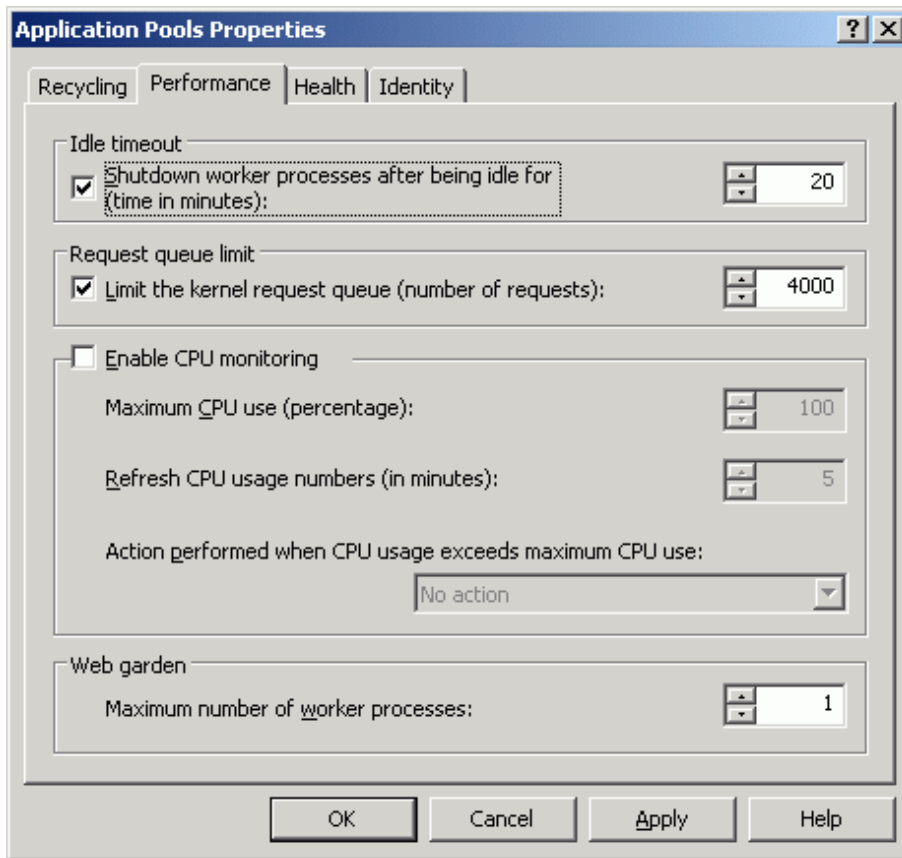 Application Pools Properties
Recycling Performance Health Identity
Idle timeout
Shutdown worker processes after being idle for
(time in minutes):
20
Request queue limit
Limit the kernel request queue (number of requests):
4000
Enable CPU monitoring
Maximum CPU use (percentage):
100
Refresh CPU usage numbers (in minutes):
5
Action performed when CPU usage exceeds maximum CPU use:
No action
Web garden
Maximum number of worker processes:
1
OK Cancel Apply Help